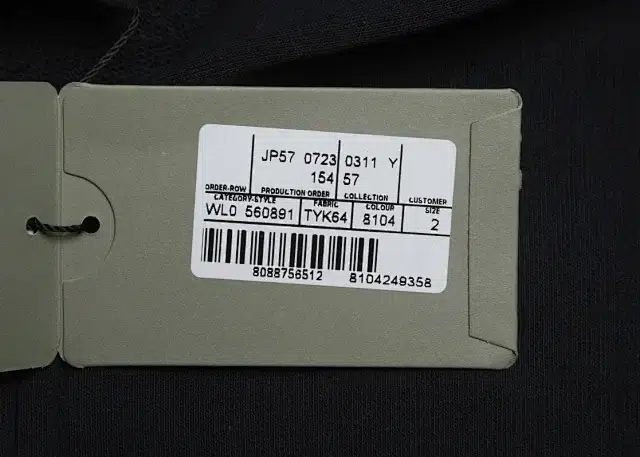 JP57 0723 0311 Y
154 57
ORDER-ROW PRODUCTION ORDER COLLECTION CUSTOMER
CATEGORY-STYLE FABRIC COLOUR SIZE
WL0 560891 TYK64 8104 2
8088756512 8104249358